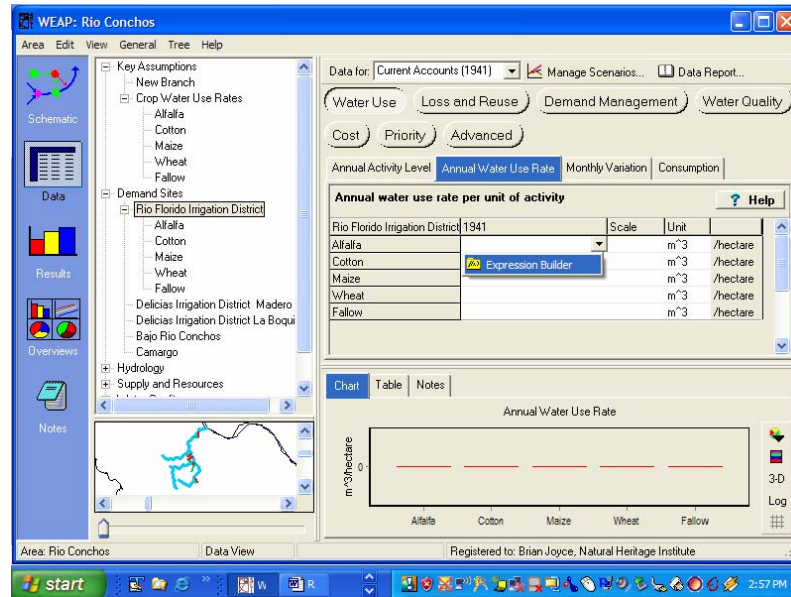 WEAP: Rio Conchos
Area Edit View General Tree Help
Schematic
Data
Results
Overviews
Notes
Key Assumptions
New Branch
Crop Water Use Rates
Alfalfa
Cotton
Maize
Wheat
Fallow
Demand Sites
Rio Florido Irrigation District
Alfalfa
Cotton
Maize
Wheat
Fallow
Delicias Irrigation District Madero
Delicias Irrigation District La Boqui
Bajo Rio Conchos
Camargo
Hydrology
Supply and Resources
Data for: Current Accounts (1941) Manage Scenarios... Data Report...
Water Use Loss and Reuse Demand Management Water Quality
Cost Priority Advanced
Annual Activity Level Annual Water Use Rate Monthly Variation Consumption
Annual water use rate per unit of activity ? Help
Rio Florido Irrigation District 1941 Scale Unit
Alfalfa m^3 /hectare
Expression Builder
Cotton m^3 /hectare
Maize m^3 /hectare
Wheat m^3 /hectare
Fallow m^3 /hectare
Chart Table Notes
Annual Water Use Rate
m^3/hectare
0
Alfalfa Cotton Maize Wheat Fallow
3-D
Log
Area: Rio Conchos Data View Registered to: Brian Joyce, Natural Heritage Institute
start W R 2:57 PM